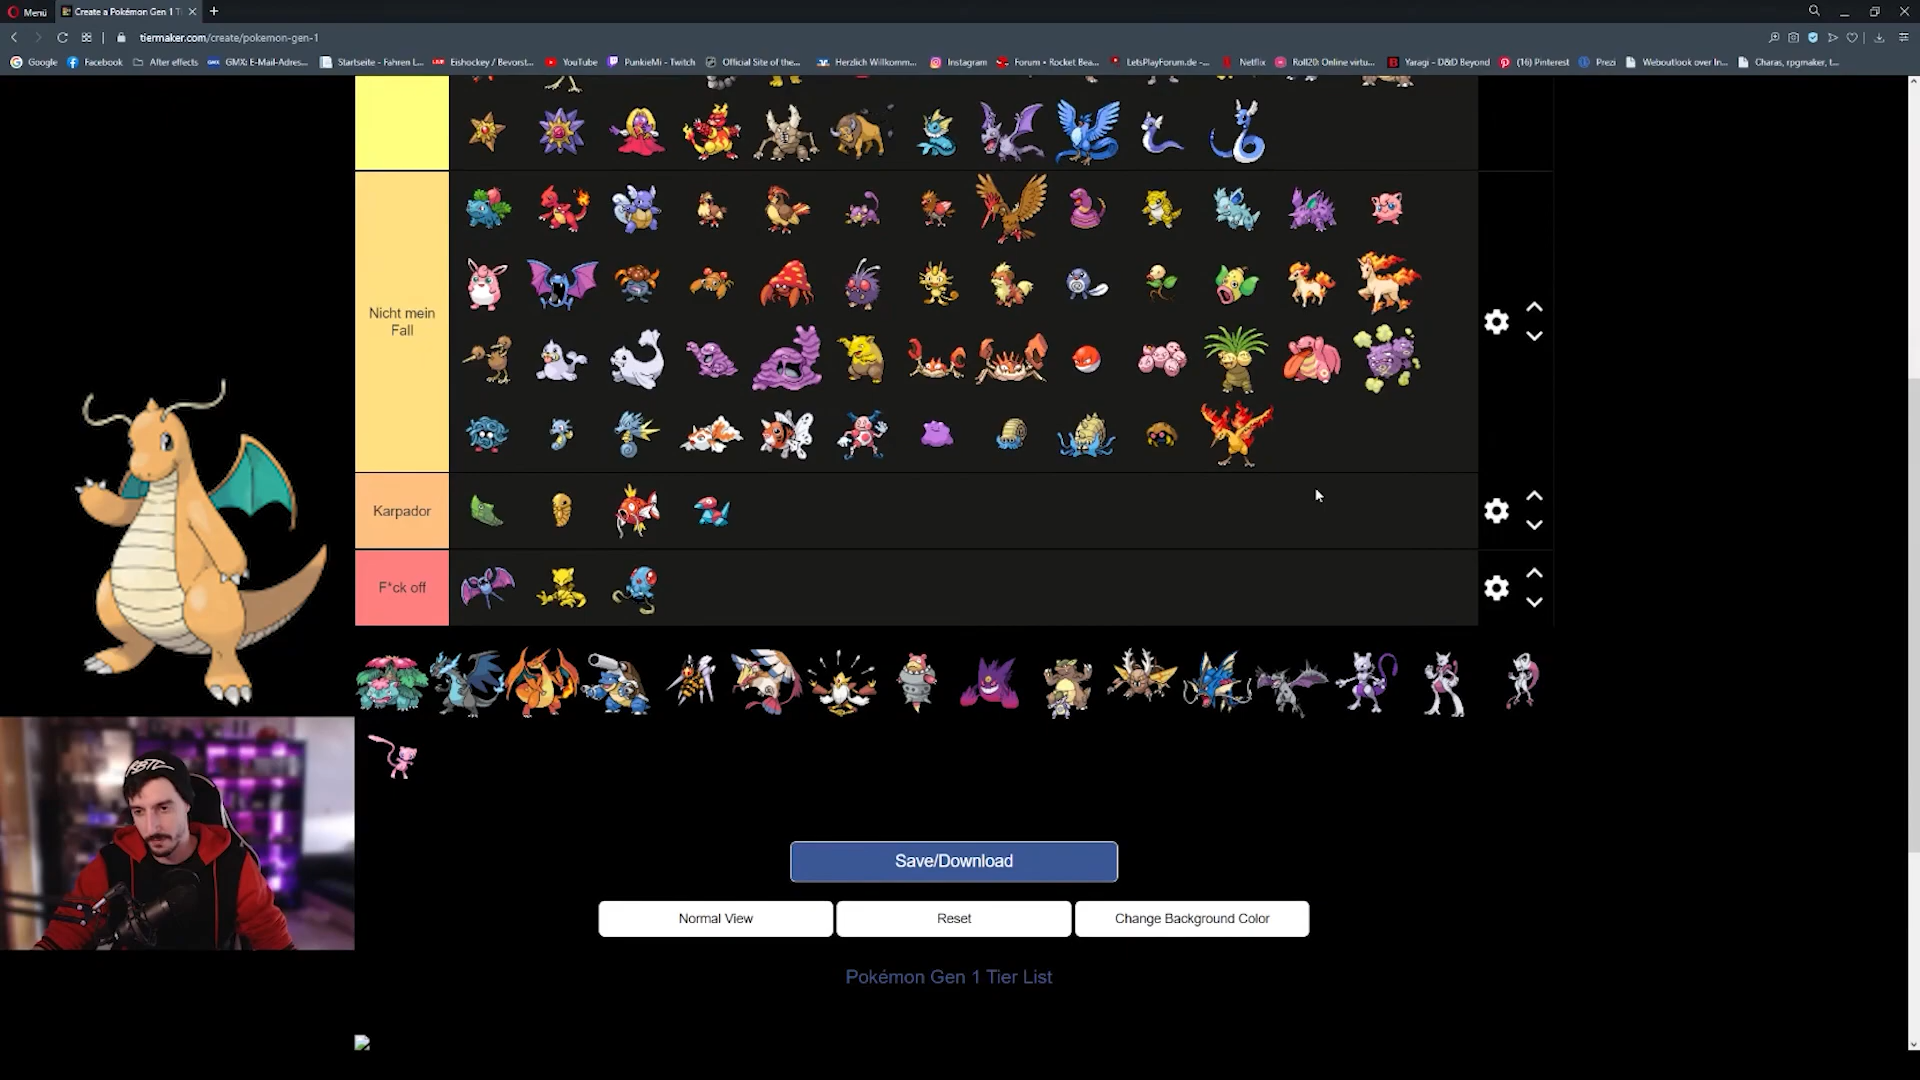 Menü
Create a Pokémon Gen 1 T
tiermaker.com/create/pokemon-gen-1
Google
Facebook
After effects
GMX: E-Mail-Adres...
Startseite - Fahren L...
Eishockey / Bevorst...
YouTube
PunkieMi - Twitch
Official Site of the...
Herzlich Willkomm...
Instagram
Forum • Rocket Bea...
LetsPlayForum.de -...
Netflix
Roll20: Online virtu...
Yaragi - D&D Beyond
(16) Pinterest
Prezi
Weboutlook over In...
Charas, rpgmaker, t...
Nicht mein
Fall
Karpador
F*ck off
Save/Download
Normal View
Reset
Change Background Color
Pokémon Gen 1 Tier List